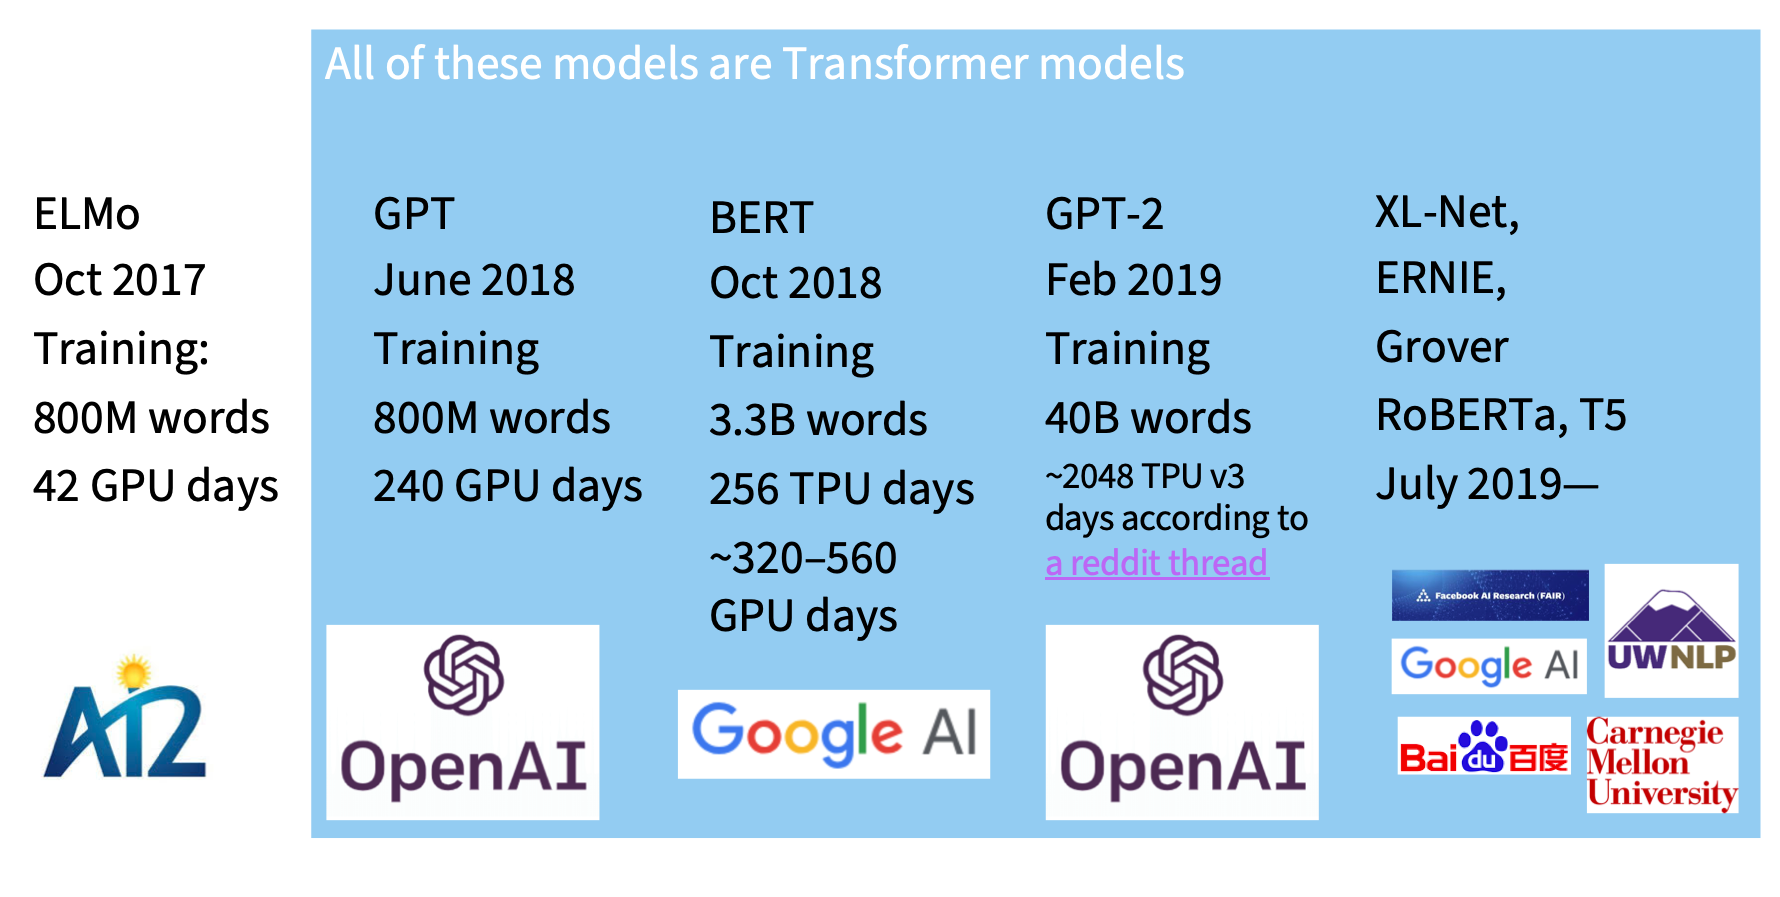 All of these models are Transformer models
ELMo
Oct 2017
Training:
800M words
42 GPU days
AI2
GPT
June 2018
Training
800M words
240 GPU days
OpenAI
BERT
Oct 2018
Training
3.3B words
256 TPU days
~320–560
GPU days
Google AI
GPT-2
Feb 2019
Training
40B words
~2048 TPU v3
days according to
a reddit thread
OpenAI
XL-Net,
ERNIE,
Grover
RoBERTa, T5
July 2019—
Facebook AI Research (FAIR)
Google AI
UWNLP
Bai du 百度
Carnegie
Mellon
University